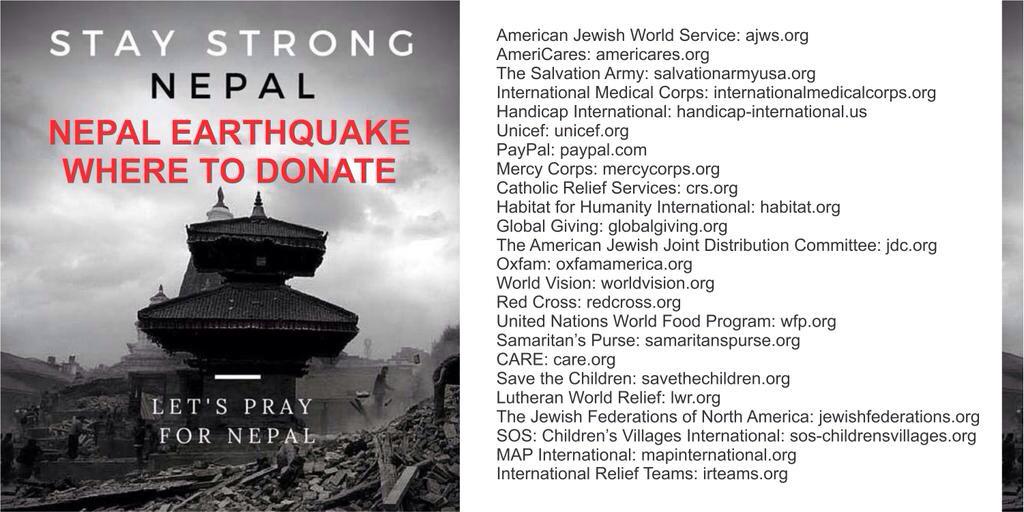 STAY STRONG
NEPAL
NEPAL EARTHQUAKE
WHERE TO DONATE
LET'S PRAY
FOR NEPAL
American Jewish World Service: ajws.org
AmeriCares: americares.org
The Salvation Army: salvationarmyusa.org
International Medical Corps: internationalmedicalcorps.org
Handicap International: handicap-international.us
Unicef: unicef.org
PayPal: paypal.com
Mercy Corps: mercycorps.org
Catholic Relief Services: crs.org
Habitat for Humanity International: habitat.org
Global Giving: globalgiving.org
The American Jewish Joint Distribution Committee: jdc.org
Oxfam: oxfamamerica.org
World Vision: worldvision.org
Red Cross: redcross.org
United Nations World Food Program: wfp.org
Samaritan's Purse: samaritanspurse.org
CARE: care.org
Save the Children: savethechildren.org
Lutheran World Relief: lwr.org
The Jewish Federations of North America: jewishfederations.org
SOS: Children's Villages International: sos-childrensvillages.org
MAP International: mapinternational.org
International Relief Teams: irteams.org